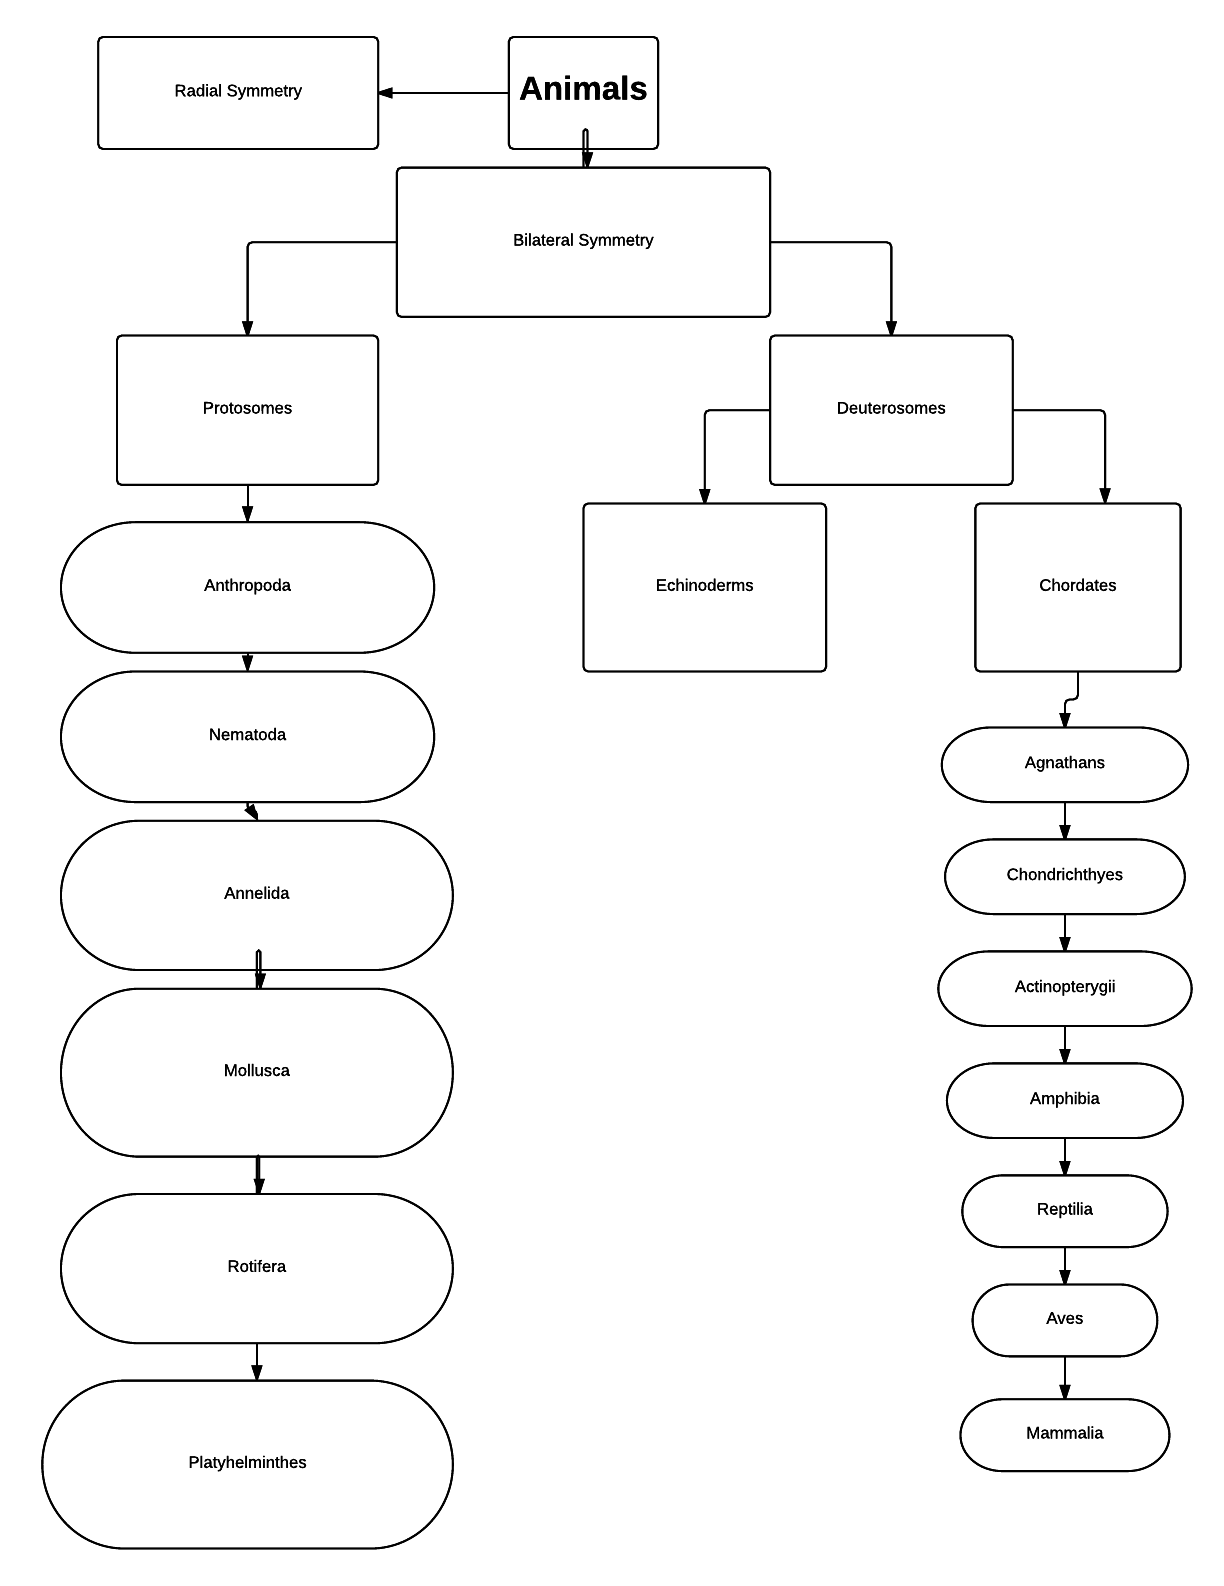 Radial Symmetry
Animals
Bilateral Symmetry
Protosomes
Deuterosomes
Anthropoda
Echinoderms
Chordates
Nematoda
Agnathans
Annelida
Chondrichthyes
Actinopterygii
Mollusca
Amphibia
Reptilia
Rotifera
Aves
Mammalia
Platyhelminthes